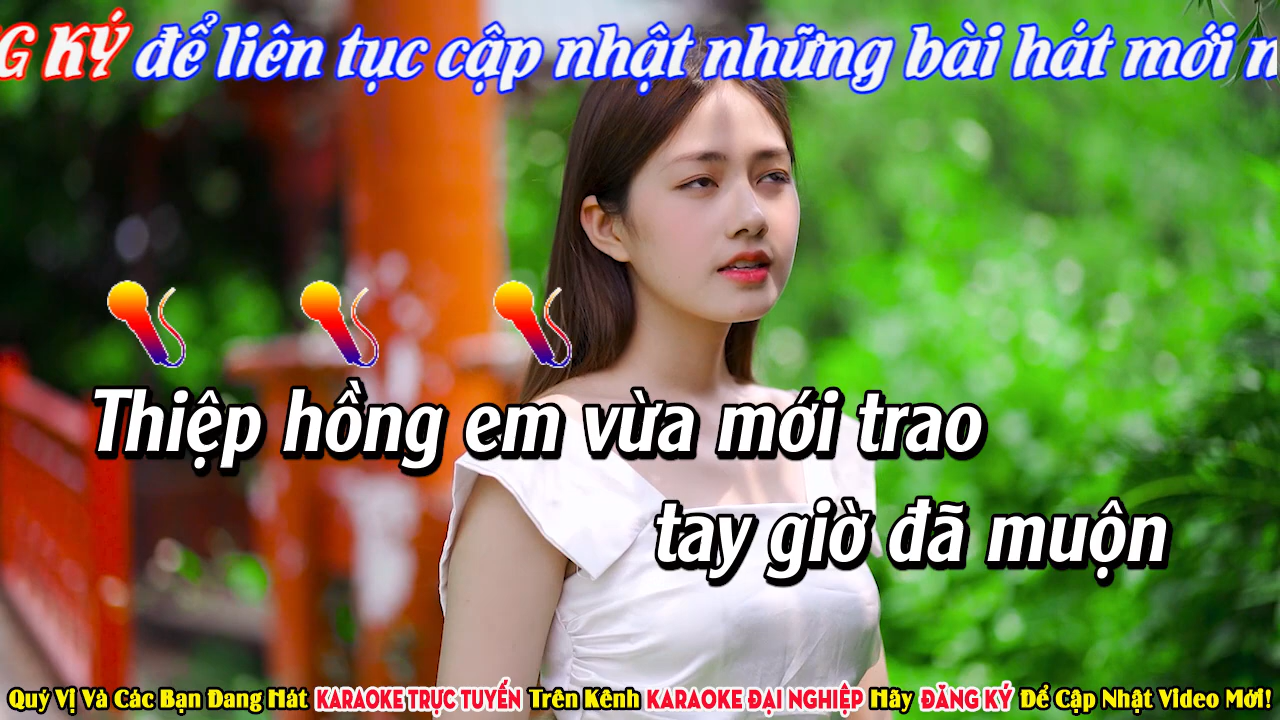 G KÝ để liên tục cập nhật những bài hát mới n
Thiệp hồng em vừa mới trao
tay giờ đã muộn
Quý Vị Và Các Bạn Đang Hát KARAOKE TRỰC TUYẾN Trên Kênh KARAOKE ĐẠI NGHIỆP Hãy ĐĂNG KÝ Để Cập Nhật Video Mới!